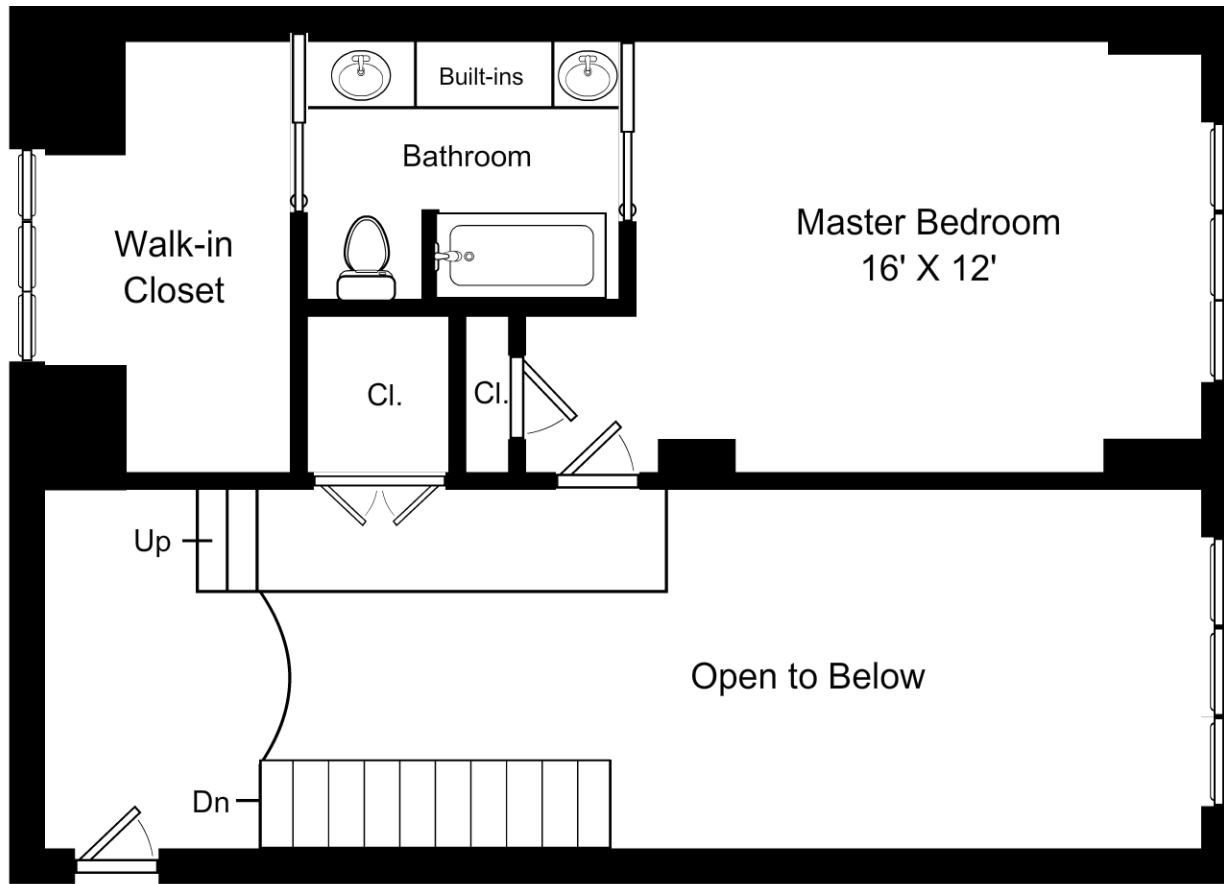 Built-ins
Bathroom
Walk-in
Closet
Master Bedroom
16' X 12'
Cl.
Cl.
Up
Open to Below
Dn